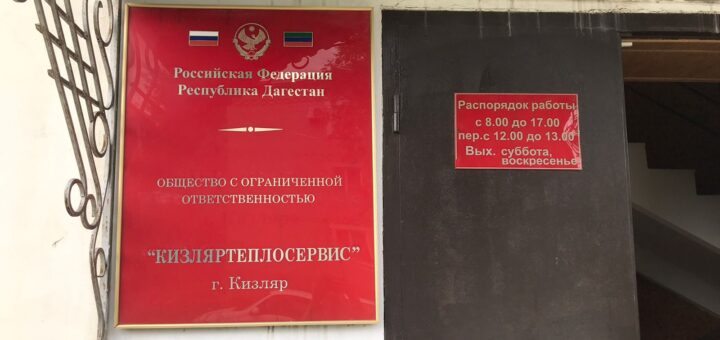 Российская Федерация
Республика Дагестан
ОБЩЕСТВО С ОГРАНИЧЕННОЙ
ОТВЕТСТВЕННОСТЬЮ
"КИЗЛЯРТЕПЛОСЕРВИС"
г. Кизляр
Распорядок работы
с 8.00 до 17.00
пер.с 12.00 до 13.00
Вых. суббота,
воскресенье